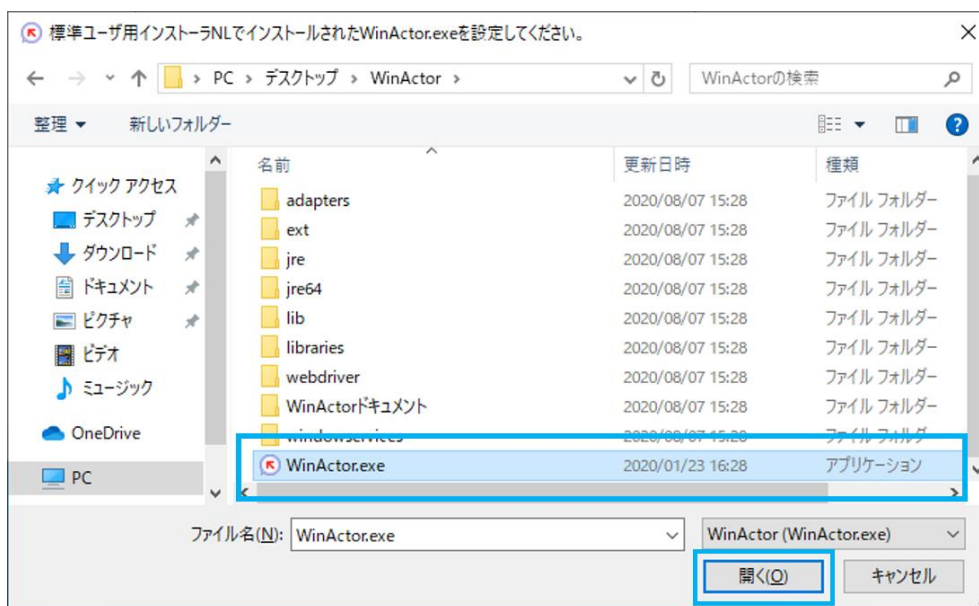 標準ユーザ用インストーラNLでインストールされたWinActor.exeを設定してください。
PC › デスクトップ › WinActor ›
WinActorの検索
整理
新しいフォルダー
名前 更新日時 種類
クイック アクセス
デスクトップ
ダウンロード
ドキュメント
ピクチャ
ビデオ
ミュージック
OneDrive
PC
adapters 2020/08/07 15:28 ファイル フォルダー
ext 2020/08/07 15:28 ファイル フォルダー
jre 2020/08/07 15:28 ファイル フォルダー
jre64 2020/08/07 15:28 ファイル フォルダー
lib 2020/08/07 15:28 ファイル フォルダー
libraries 2020/08/07 15:28 ファイル フォルダー
webdriver 2020/08/07 15:28 ファイル フォルダー
WinActorドキュメント 2020/08/07 15:28 ファイル フォルダー
windowservices 2020/08/07 15:28 ファイル フォルダー
WinActor.exe 2020/01/23 16:28 アプリケーション
ファイル名(N): WinActor.exe
WinActor (WinActor.exe)
開く(O) キャンセル